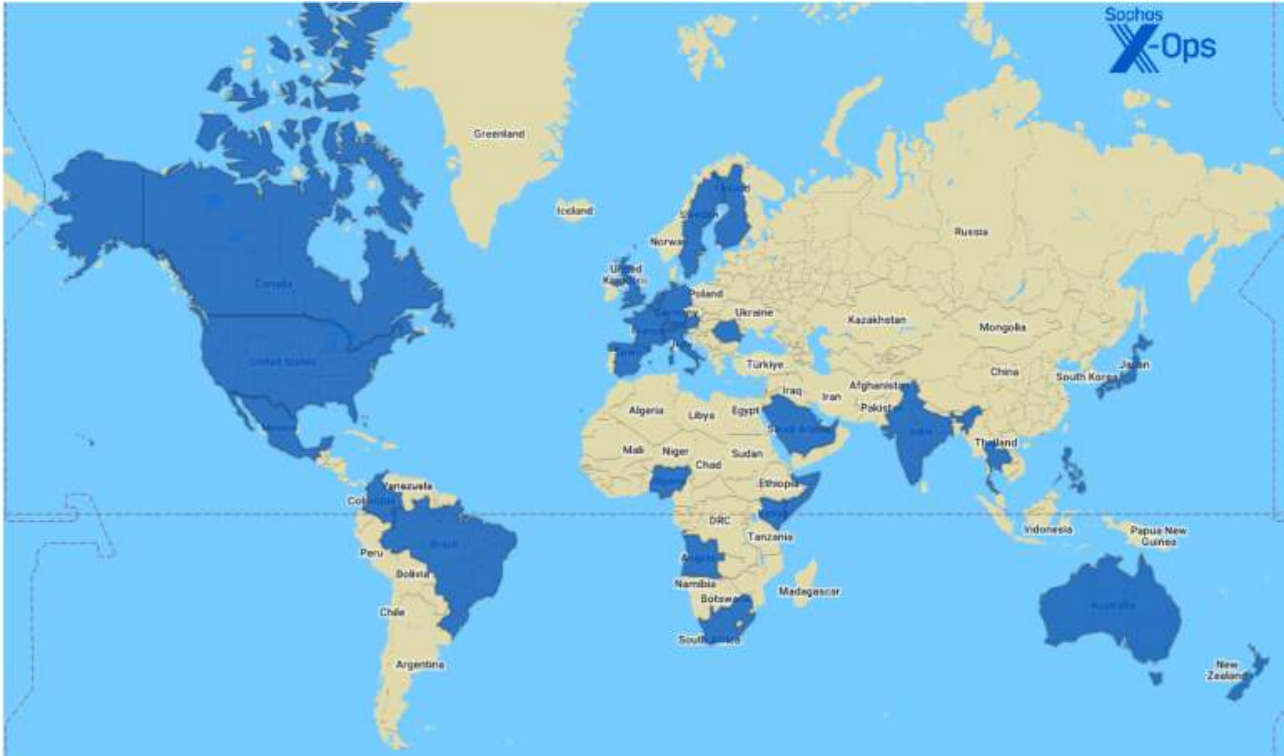 Sophos
X-Ops
Greenland
Iceland
Finland
Sweden
Norway
Russia
United
Kingdom
Poland
Germany
Ukraine
Kazakhstan
Mongolia
Canada
United States
Mexico
Türkiye
China
South Korea
Japan
Iraq
Iran
Afghanistan
Pakistan
Algeria
Libya
Egypt
Saudi Arabia
India
Thailand
Mali
Niger
Chad
Sudan
Nigeria
Ethiopia
Venezuela
Colombia
Brazil
DRC
Kenya
Tanzania
Indonesia
Papua New
Guinea
Peru
Bolivia
Angola
Namibia
Botswana
Madagascar
Chile
South Africa
Australia
Argentina
New
Zealand